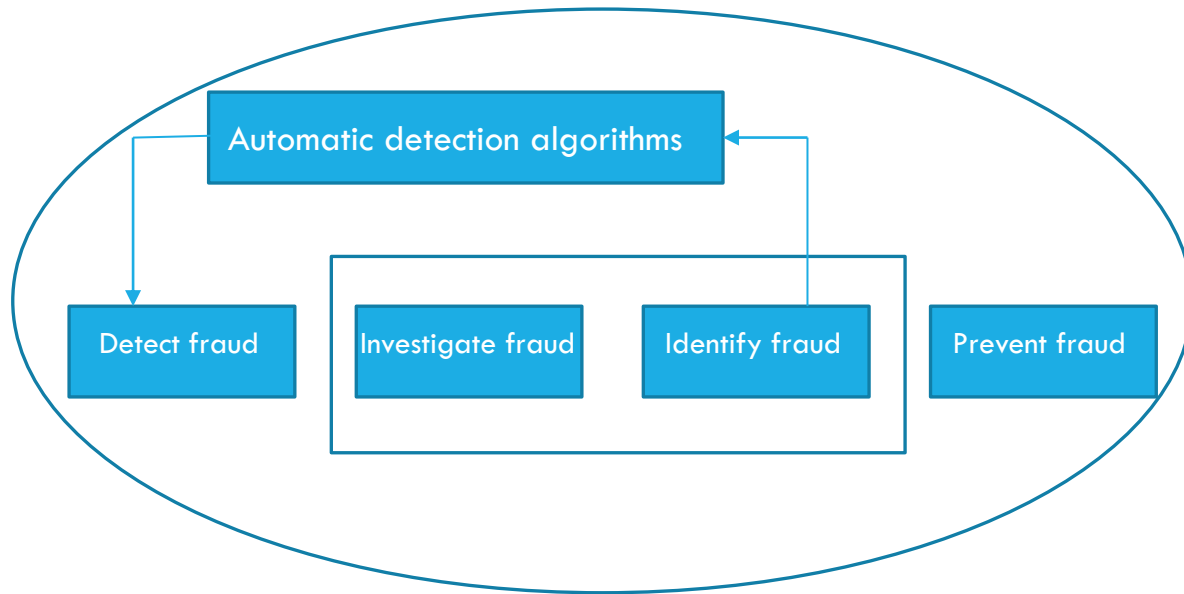 Automatic detection algorithms
Detect fraud
Investigate fraud
Identify fraud
Prevent fraud